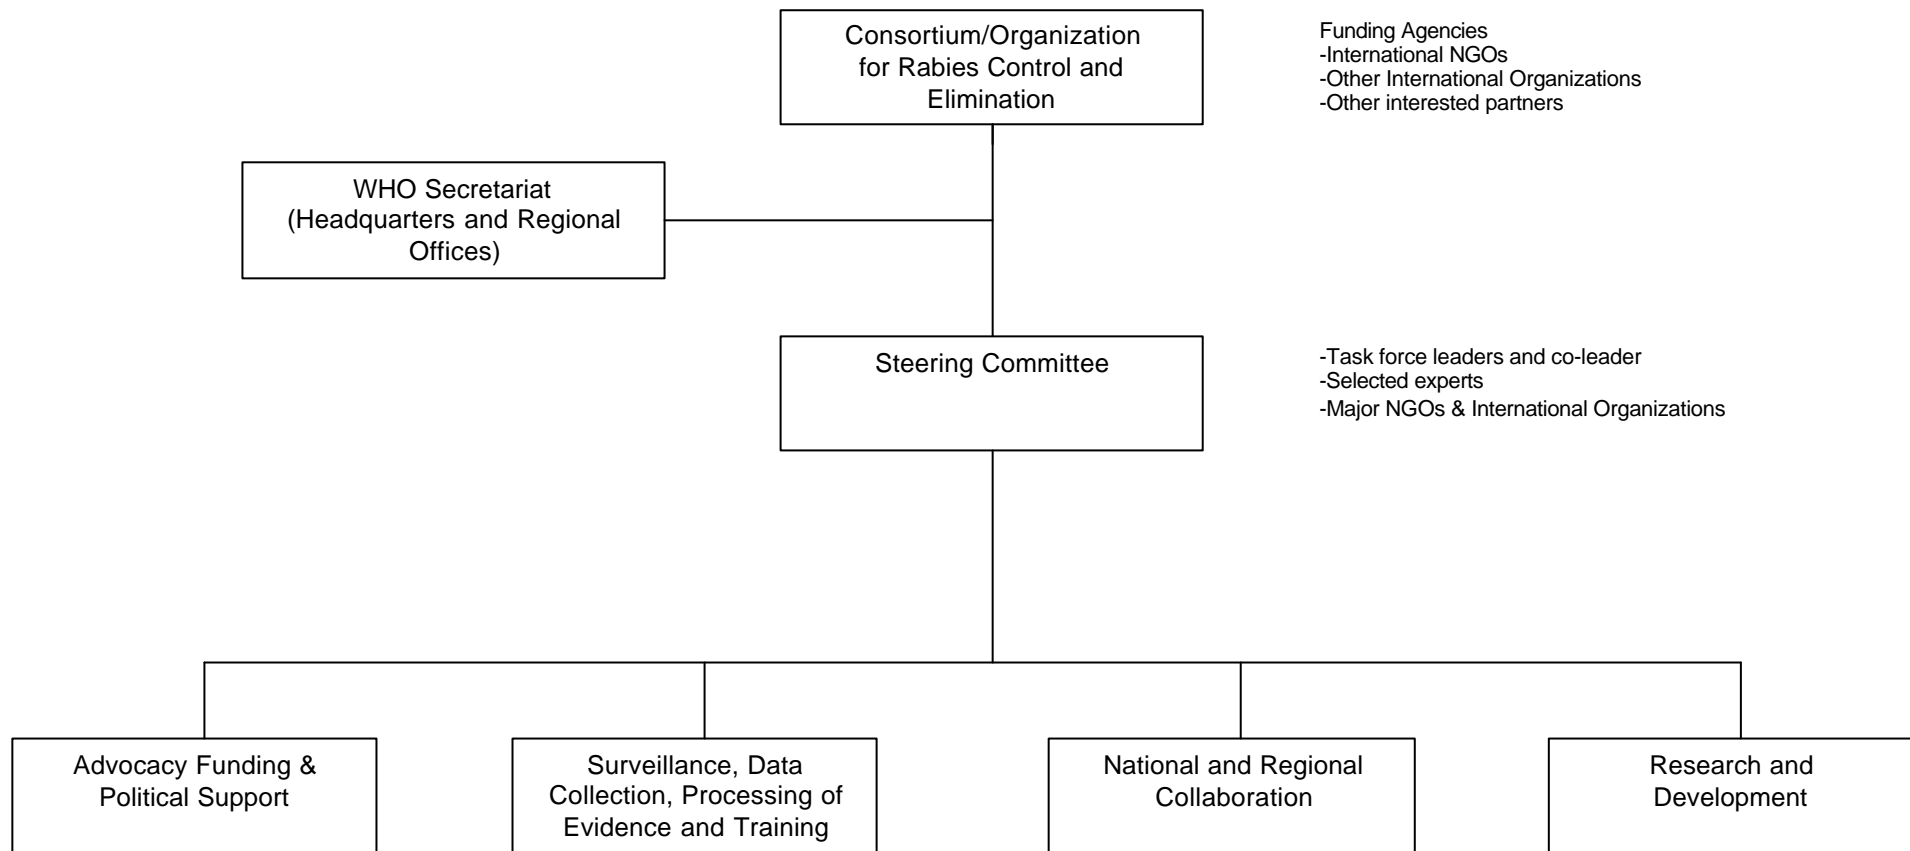 Consortium/Organization
for Rabies Control and
Elimination
Funding Agencies
-International NGOs
-Other International Organizations
-Other interested partners
WHO Secretariat
(Headquarters and Regional
Offices)
Steering Committee
-Task force leaders and co-leader
-Selected experts
-Major NGOs & International Organizations
Advocacy Funding &
Political Support
Surveillance, Data
Collection, Processing of
Evidence and Training
National and Regional
Collaboration
Research and
Development